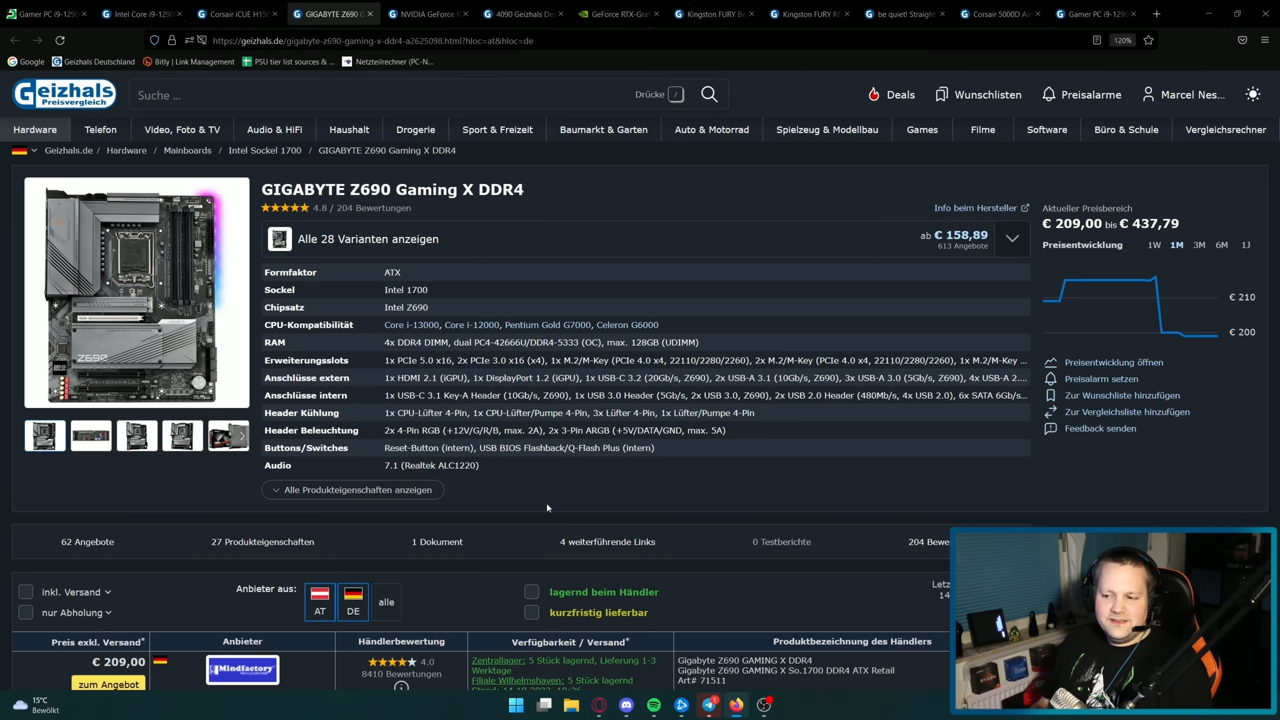 Gamer PC i9-1290
Intel Core i9-1290
Corsair iCUE H150
GIGABYTE Z690 G
NVIDIA GeForce R
4090 Geizhals Deu
GeForce RTX-Graf
Kingston FURY Be
Kingston FURY RE
be quiet! Straight
Corsair 5000D Air
Gamer PC i9-1290
https://geizhals.de/gigabyte-z690-gaming-x-ddr4-a2625098.html?hloc=at&hloc=de
120%
Google
Geizhals Deutschland
Bitly | Link Management
PSU tier list sources & ...
Netzteilrechner (PC-N...
Geizhals
Preisvergleich
Suche ...
Drücke /
Deals
Wunschlisten
Preisalarme
Marcel Nes...
Hardware
Telefon
Video, Foto & TV
Audio & HiFi
Haushalt
Drogerie
Sport & Freizeit
Baumarkt & Garten
Auto & Motorrad
Spielzeug & Modellbau
Games
Filme
Software
Büro & Schule
Vergleichsrechner
Geizhals.de / Hardware / Mainboards / Intel Sockel 1700 / GIGABYTE Z690 Gaming X DDR4
GIGABYTE Z690 Gaming X DDR4
4.8 / 204 Bewertungen
Info beim Hersteller
Alle 28 Varianten anzeigen
ab € 158,89
613 Angebote
Formfaktor ATX
Sockel Intel 1700
Chipsatz Intel Z690
CPU-Kompatibilität Core i-13000, Core i-12000, Pentium Gold G7000, Celeron G6000
RAM 4x DDR4 DIMM, dual PC4-42666U/DDR4-5333 (OC), max. 128GB (UDIMM)
Erweiterungsslots 1x PCIe 5.0 x16, 2x PCIe 3.0 x16 (x4), 1x M.2/M-Key (PCIe 4.0 x4, 22110/2280/2260), 2x M.2/M-Key (PCIe 4.0 x4, 22110/2280/2260), 1x M.2/M-Key ...
Anschlüsse extern 1x HDMI 2.1 (iGPU), 1x DisplayPort 1.2 (iGPU), 1x USB-C 3.2 (20Gb/s, Z690), 2x USB-A 3.1 (10Gb/s, Z690), 3x USB-A 3.0 (5Gb/s, Z690), 4x USB-A 2....
Anschlüsse intern 1x USB-C 3.1 Key-A Header (10Gb/s, Z690), 1x USB 3.0 Header (5Gb/s, 2x USB 3.0, Z690), 2x USB 2.0 Header (480Mb/s, 4x USB 2.0), 6x SATA 6Gb/s...
Header Kühlung 1x CPU-Lüfter 4-Pin, 1x CPU-Lüfter/Pumpe 4-Pin, 3x Lüfter 4-Pin, 1x Lüfter/Pumpe 4-Pin
Header Beleuchtung 2x 4-Pin RGB (+12V/G/R/B, max. 2A), 2x 3-Pin ARGB (+5V/DATA/GND, max. 5A)
Buttons/Switches Reset-Button (intern), USB BIOS Flashback/Q-Flash Plus (intern)
Audio 7.1 (Realtek ALC1220)
Alle Produkteigenschaften anzeigen
Z690
Aktueller Preisbereich
€ 209,00 bis € 437,79
Preisentwicklung 1W 1M 3M 6M 1J
€ 210
€ 200
Preisentwicklung öffnen
Preisalarm setzen
Zur Wunschliste hinzufügen
Zur Vergleichsliste hinzufügen
Feedback senden
62 Angebote
27 Produkteigenschaften
1 Dokument
4 weiterführende Links
0 Testberichte
204 Bewe
inkl. Versand
nur Abholung
Anbieter aus:
AT
DE
alle
lagernd beim Händler
kurzfristig lieferbar
Letz
14
Preis exkl. Versand*
Anbieter
Händlerbewertung
Verfügbarkeit / Versand*
Produktbezeichnung des Händlers
€ 209,00
zum Angebot
Mindfactory
4.0
8410 Bewertungen
Zentrallager: 5 Stück lagernd, Lieferung 1-3
Werktage
Filiale Wilhelmshaven: 5 Stück lagernd
Gigabyte Z690 GAMING X DDR4
Gigabyte Z690 GAMING X So.1700 DDR4 ATX Retail
Art# 71511
15°C
Bewölkt